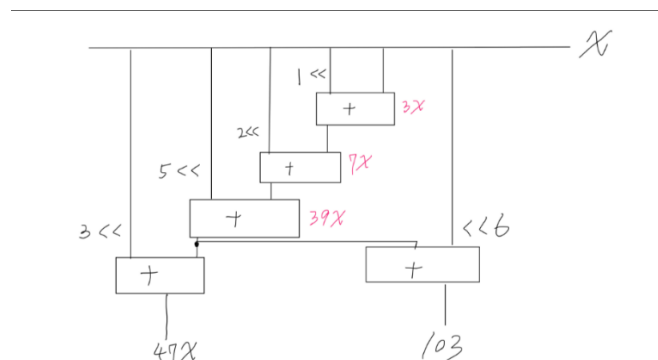 x
1 <<
+ 3x
2<<
+ 7x
5 <<
+ 39x
3 <<
<<6
+
+
47x
103